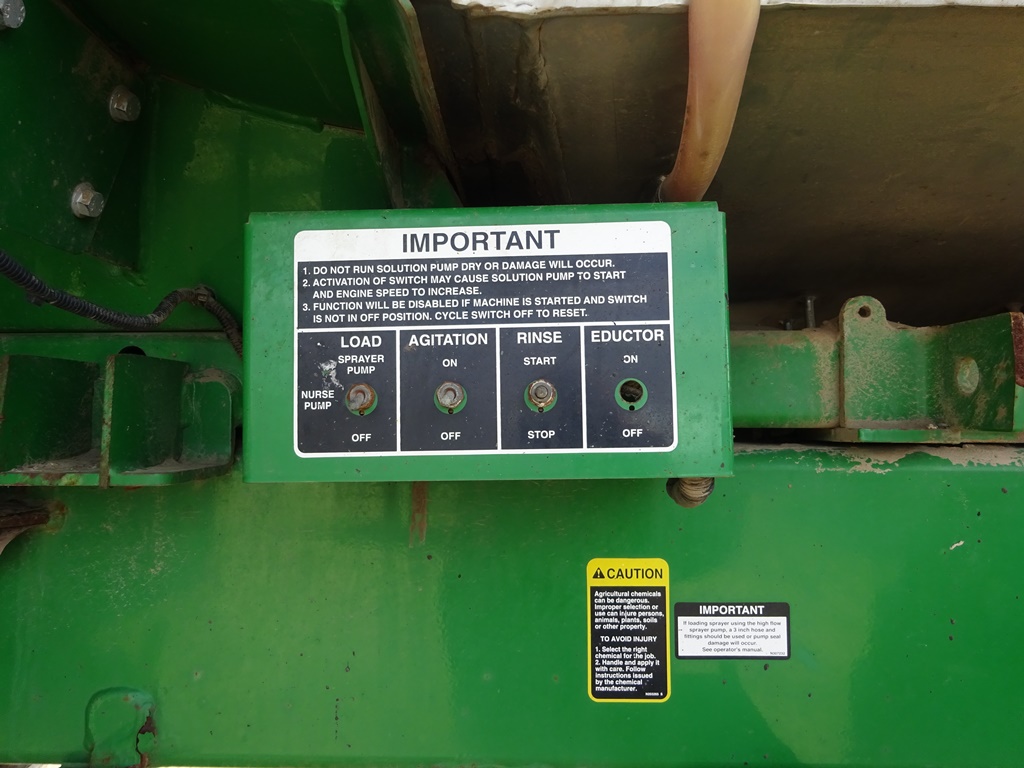 IMPORTANT
1. DO NOT RUN SOLUTION PUMP DRY OR DAMAGE WILL OCCUR.
2. ACTIVATION OF SWITCH MAY CAUSE SOLUTION PUMP TO START
AND ENGINE SPEED TO INCREASE.
3. FUNCTION WILL BE DISABLED IF MACHINE IS STARTED AND SWITCH
IS NOT IN OFF POSITION. CYCLE SWITCH OFF TO RESET.
LOAD
SPRAYER
PUMP
NURSE
PUMP
OFF
AGITATION
ON
OFF
RINSE
START
STOP
EDUCTOR
ON
OFF
CAUTION
Agricultural chemicals
can be dangerous.
Improper selection or
use can injure persons,
animals, plants, soils
or other property.
TO AVOID INJURY
1. Select the right
chemical for the job.
2. Handle and apply it
with care. Follow
instructions issued
by the chemical
manufacturer.
IMPORTANT
If loading sprayer using the high flow
sprayer pump, a 3 inch hose and
fittings should be used or pump seal
damage will occur.
See operator's manual.